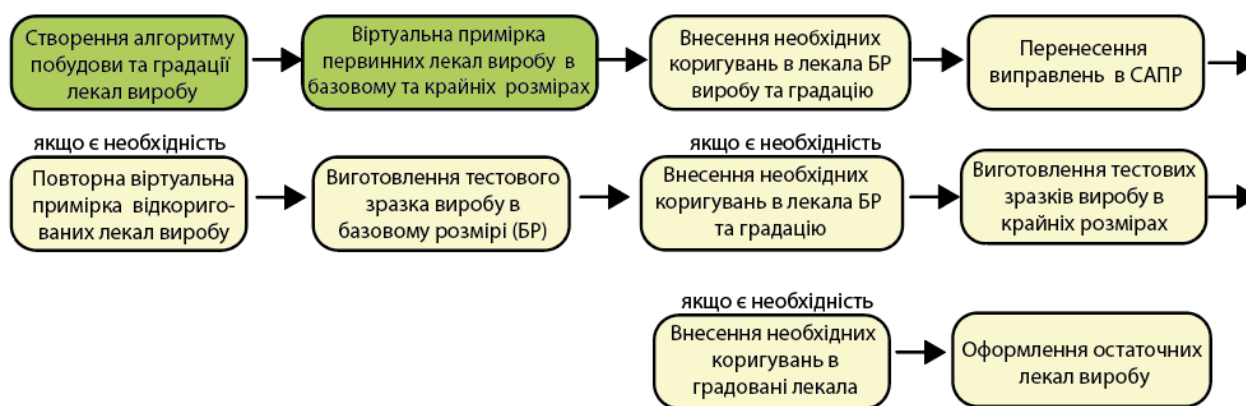 Створення алгоритму
побудови та градації
лекал виробу
Віртуальна примірка
первинних лекал виробу в
базовому та крайніх розмірах
Внесення необхідних
коригувань в лекала БР
виробу та градацію
Перенесення
виправлень в САПР
якщо є необхідність
Повторна віртуальна
примірка відкориго-
ваних лекал виробу
Виготовлення тестового
зразка виробу в
базовому розмірі (БР)
якщо є необхідність
Внесення необхідних
коригувань в лекала БР
та градацію
Виготовлення тестових
зразків виробу в
крайніх розмірах
якщо є необхідність
Внесення необхідних
коригувань в
градовані лекала
Оформлення остаточних
лекал виробу